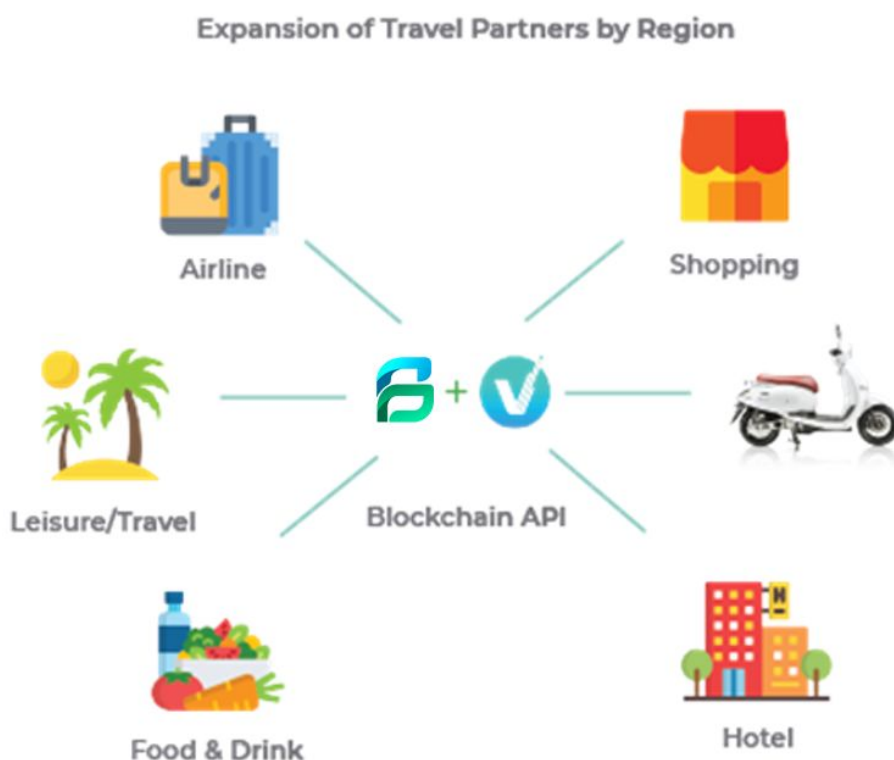 Expansion of Travel Partners by Region
Airline
Shopping
V
Leisure/Travel
Blockchain API
H
Food & Drink
Hotel